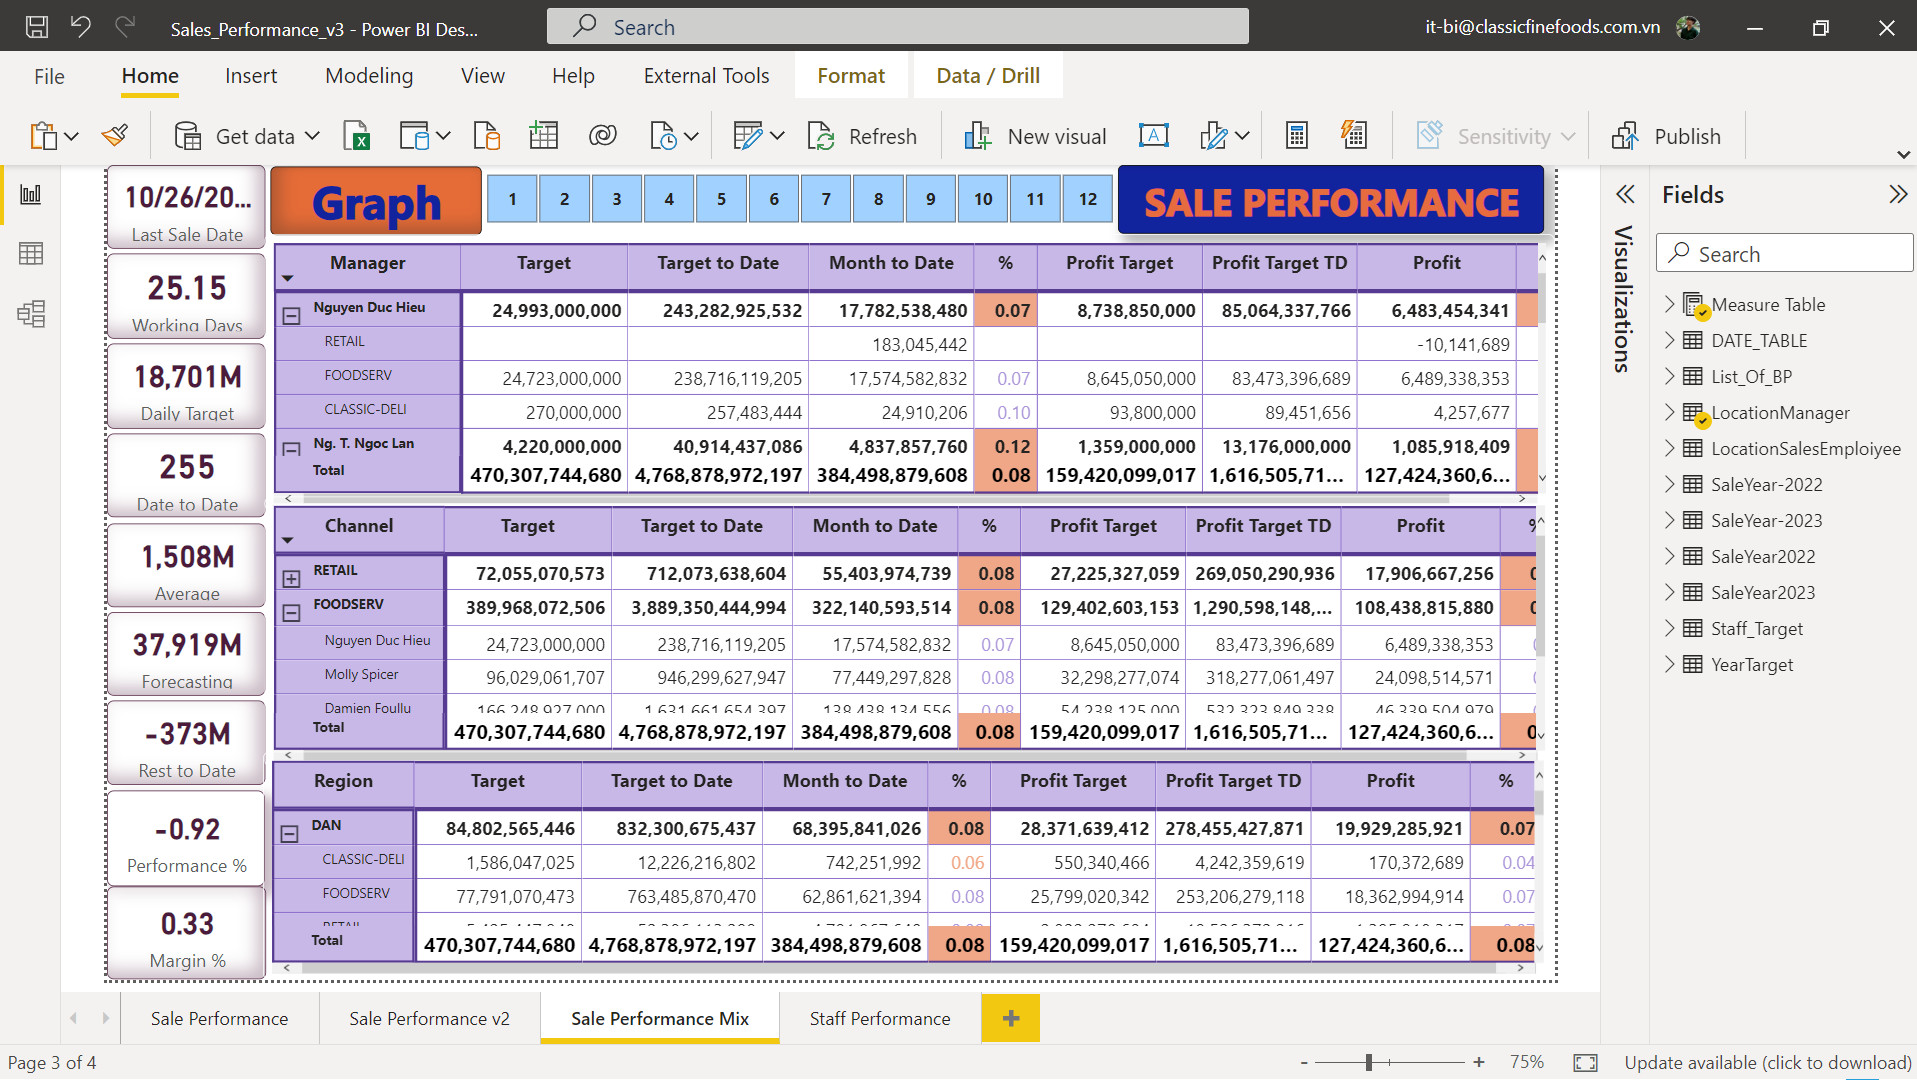 Sales_Performance_v3 - Power BI Des...
Search
it-bi@classicfinefoods.com.vn
File Home Insert Modeling View Help External Tools Format Data / Drill
Get data Refresh New visual Sensitivity Publish
10/26/20...
Last Sale Date
25.15
Working Days
18,701M
Daily Target
255
Date to Date
1,508M
Average
37,919M
Forecasting
-373M
Rest to Date
-0.92
Performance %
0.33
Margin %
Graph
1 2 3 4 5 6 7 8 9 10 11 12
SALE PERFORMANCE
Manager Target Target to Date Month to Date % Profit Target Profit Target TD Profit
Nguyen Duc Hieu 24,993,000,000 243,282,925,532 17,782,538,480 0.07 8,738,850,000 85,064,337,766 6,483,454,341
RETAIL 183,045,442 -10,141,689
FOODSERV 24,723,000,000 238,716,119,205 17,574,582,832 0.07 8,645,050,000 83,473,396,689 6,489,338,353
CLASSIC-DELI 270,000,000 257,483,444 24,910,206 0.10 93,800,000 89,451,656 4,257,677
Ng. T. Ngoc Lan 4,220,000,000 40,914,437,086 4,837,857,760 0.12 1,359,000,000 13,176,000,000 1,085,918,409
Total 470,307,744,680 4,768,878,972,197 384,498,879,608 0.08 159,420,099,017 1,616,505,71... 127,424,360,6...
Channel Target Target to Date Month to Date % Profit Target Profit Target TD Profit %
RETAIL 72,055,070,573 712,073,638,604 55,403,974,739 0.08 27,225,327,059 269,050,290,936 17,906,667,256
FOODSERV 389,968,072,506 3,889,350,444,994 322,140,593,514 0.08 129,402,603,153 1,290,598,148,... 108,438,815,880
Nguyen Duc Hieu 24,723,000,000 238,716,119,205 17,574,582,832 0.07 8,645,050,000 83,473,396,689 6,489,338,353
Molly Spicer 96,029,061,707 946,299,627,947 77,449,297,828 0.08 32,298,277,074 318,277,061,497 24,098,514,571
Damien Foullu 166,248,927,000 1,631,661,654,397 138,438,134,556 0.08 54,238,125,000 532,323,849,338 46,339,504,979
Total 470,307,744,680 4,768,878,972,197 384,498,879,608 0.08 159,420,099,017 1,616,505,71... 127,424,360,6...
Region Target Target to Date Month to Date % Profit Target Profit Target TD Profit %
DAN 84,802,565,446 832,300,675,437 68,395,841,026 0.08 28,371,639,412 278,455,427,871 19,929,285,921 0.07
CLASSIC-DELI 1,586,047,025 12,226,216,802 742,251,992 0.06 550,340,466 4,242,359,619 170,372,689 0.04
FOODSERV 77,791,070,473 763,485,870,470 62,861,621,394 0.08 25,799,020,342 253,206,279,118 18,362,994,914 0.07
RETAIL
Total 470,307,744,680 4,768,878,972,197 384,498,879,608 0.08 159,420,099,017 1,616,505,71... 127,424,360,6... 0.08
Visualizations
Fields
Search
Measure Table
DATE_TABLE
List_Of_BP
LocationManager
LocationSalesEmploiyee
SaleYear-2022
SaleYear-2023
SaleYear2022
SaleYear2023
Staff_Target
YearTarget
Sale Performance Sale Performance v2 Sale Performance Mix Staff Performance
Page 3 of 4
- + 75% Update available (click to download)